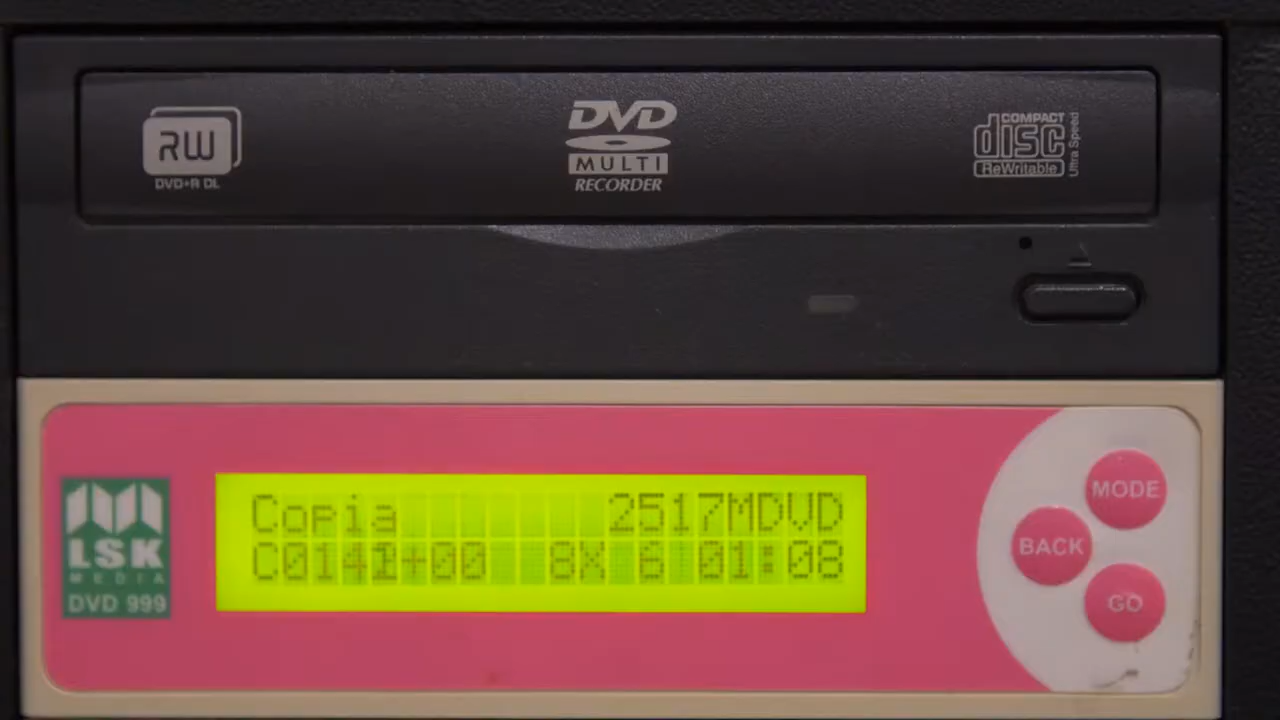 RW
DVD+R DL
DVD
MULTI
RECORDER
COMPACT
disc
ReWritable
Ultra Speed
LSK
MEDIA
DVD 999
Copia 2517MDVD
8X 6 01:08
MODE
BACK
GO